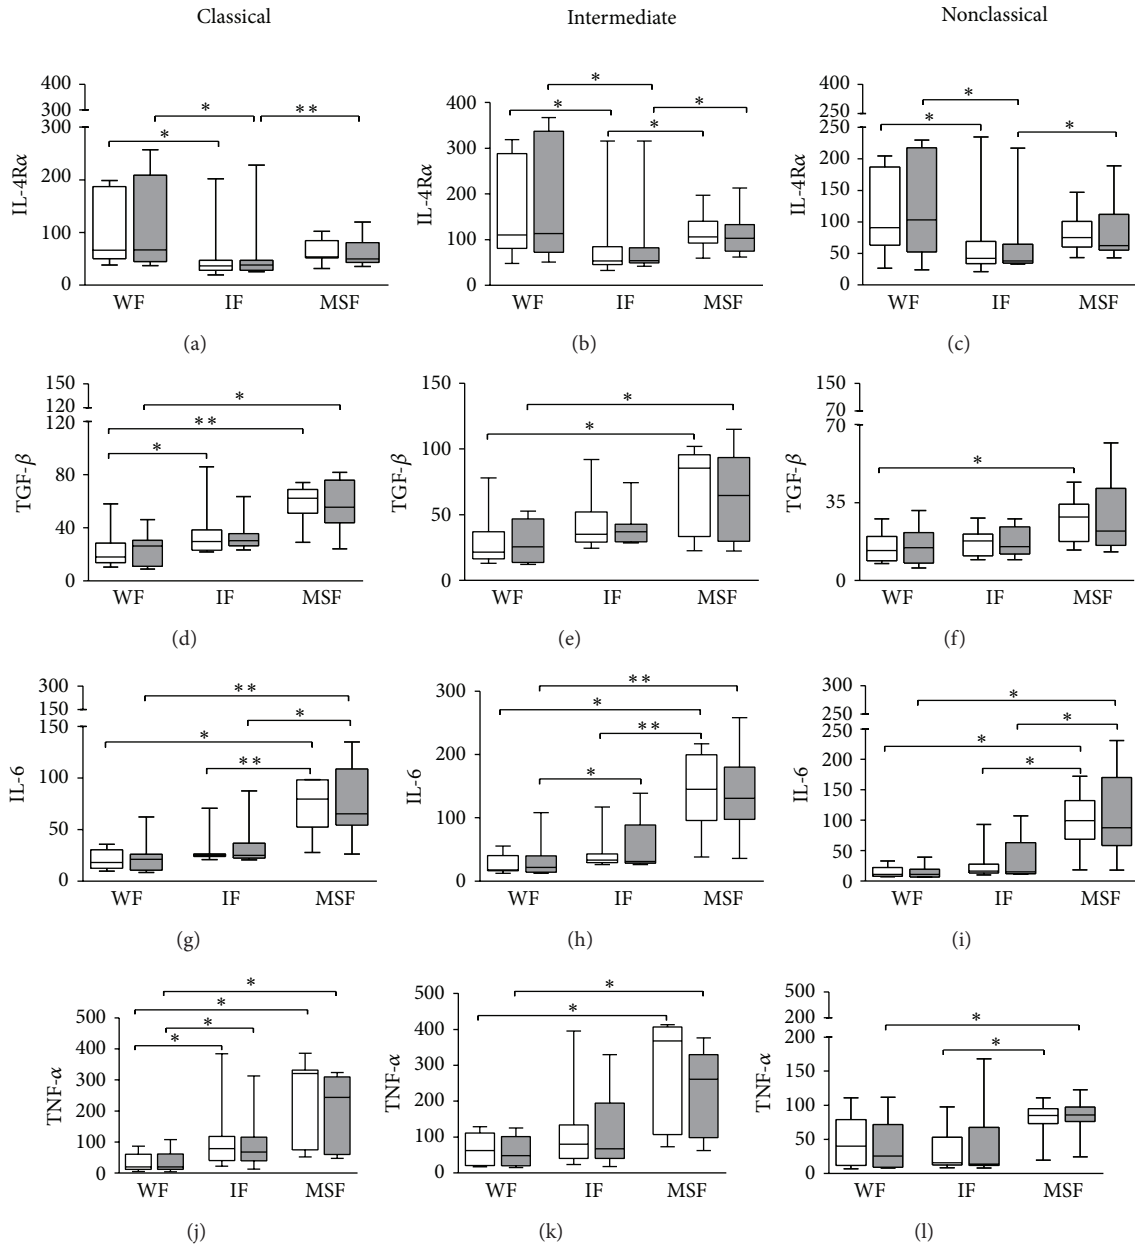 Classical Intermediate Nonclassical
IL-4Rα 400 300 300 200 100 0 * * ** WF IF MSF
(a)
IL-4Rα 400 300 200 100 0 * * * * WF IF MSF
(b)
IL-4Rα 400 250 250 200 150 100 50 0 * * * WF IF MSF
(c)
TGF-β 150 120 120 80 40 0 * ** * WF IF MSF
(d)
TGF-β 150 100 50 0 * * WF IF MSF
(e)
TGF-β 150 70 70 35 0 * WF IF MSF
(f)
IL-6 300 150 150 100 50 0 ** * * ** WF IF MSF
(g)
IL-6 300 200 100 0 ** * ** * WF IF MSF
(h)
IL-6 300 250 250 200 150 100 50 0 * * * * WF IF MSF
(i)
TNF-α 500 400 300 200 100 0 * * * * WF IF MSF
(j)
TNF-α 500 400 300 200 100 0 * * WF IF MSF
(k)
TNF-α 500 200 200 150 100 50 0 * * WF IF MSF
(l)